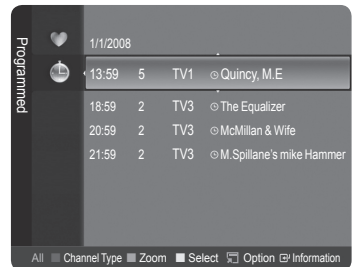 Programmed
1/1/2008
13:59 5 TV1 Quincy, M.E
18:59 2 TV3 The Equalizer
20:59 2 TV3 McMillan & Wife
21:59 2 TV3 M.Spillane's mike Hammer
All Channel Type Zoom Select Option Information